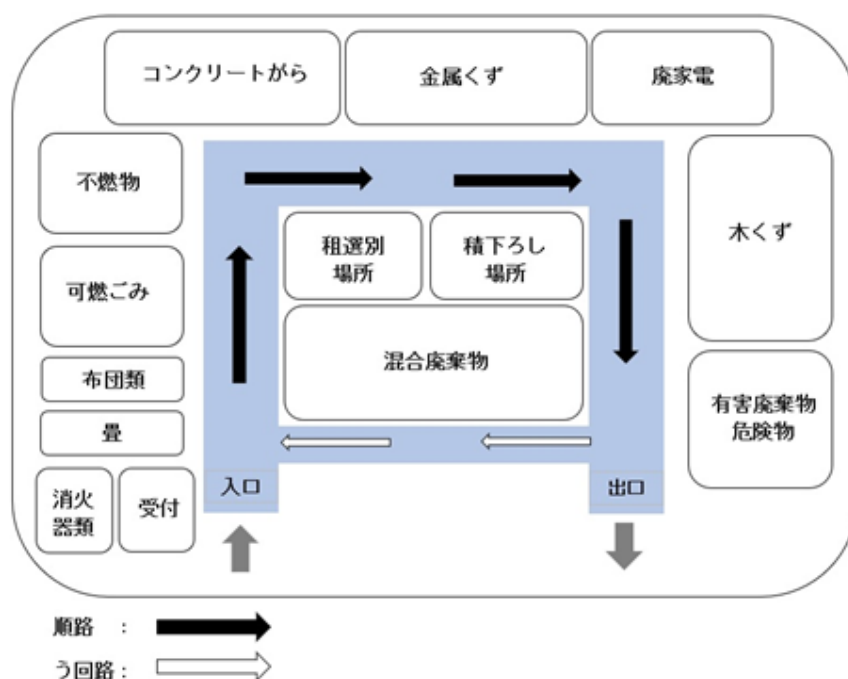 コンクリートがら
金属くず
廃家電
不燃物
可燃ごみ
布団類
畳
消火
器類
受付
租選別
場所
積下ろし
場所
混合廃棄物
木くず
有害廃棄物
危険物
入口
出口
順路 :
う回路 :